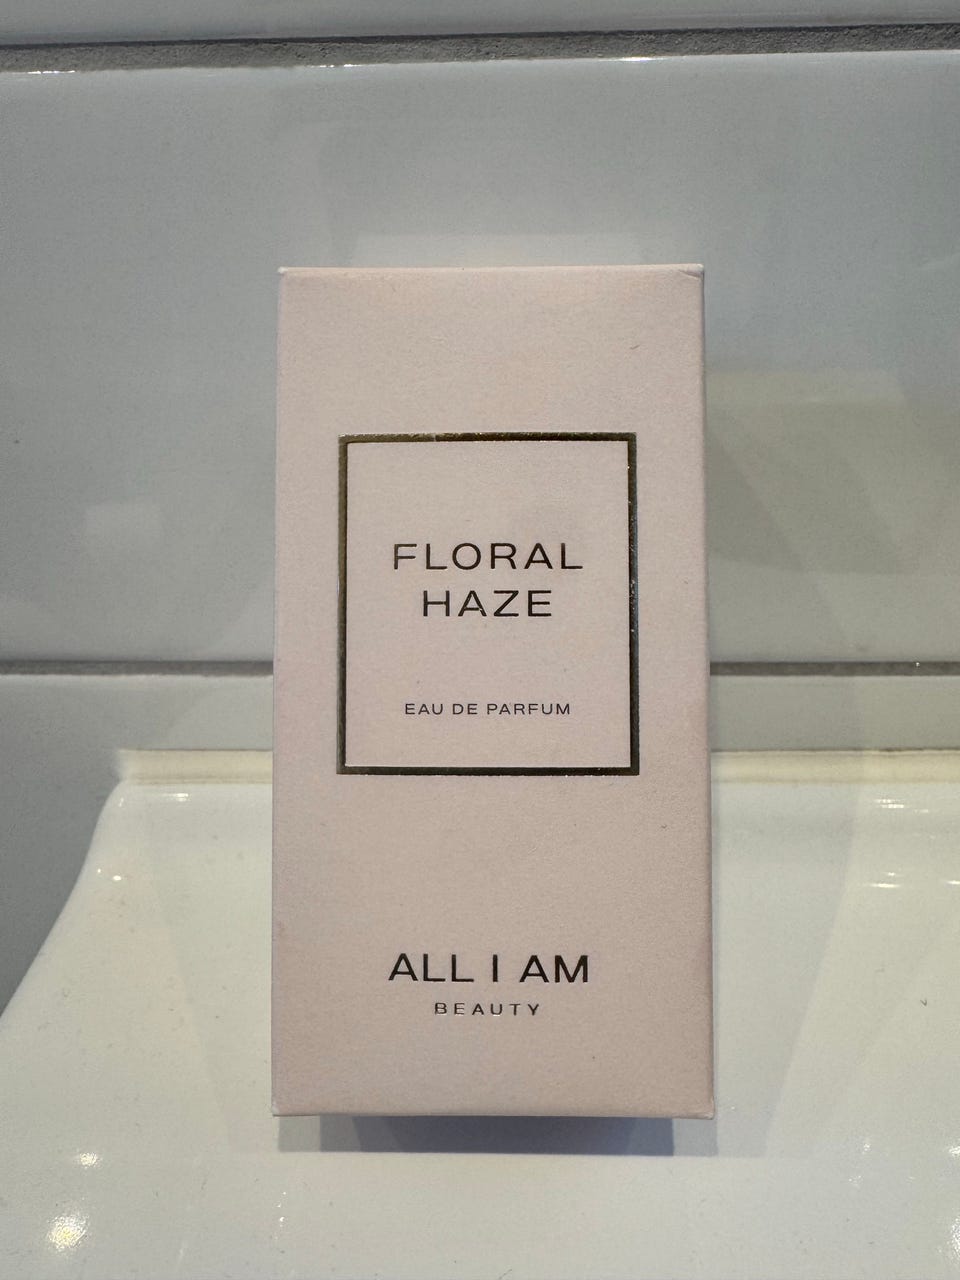 FLORAL
HAZE
EAU DE PARFUM
ALL I AM
BEAUTY